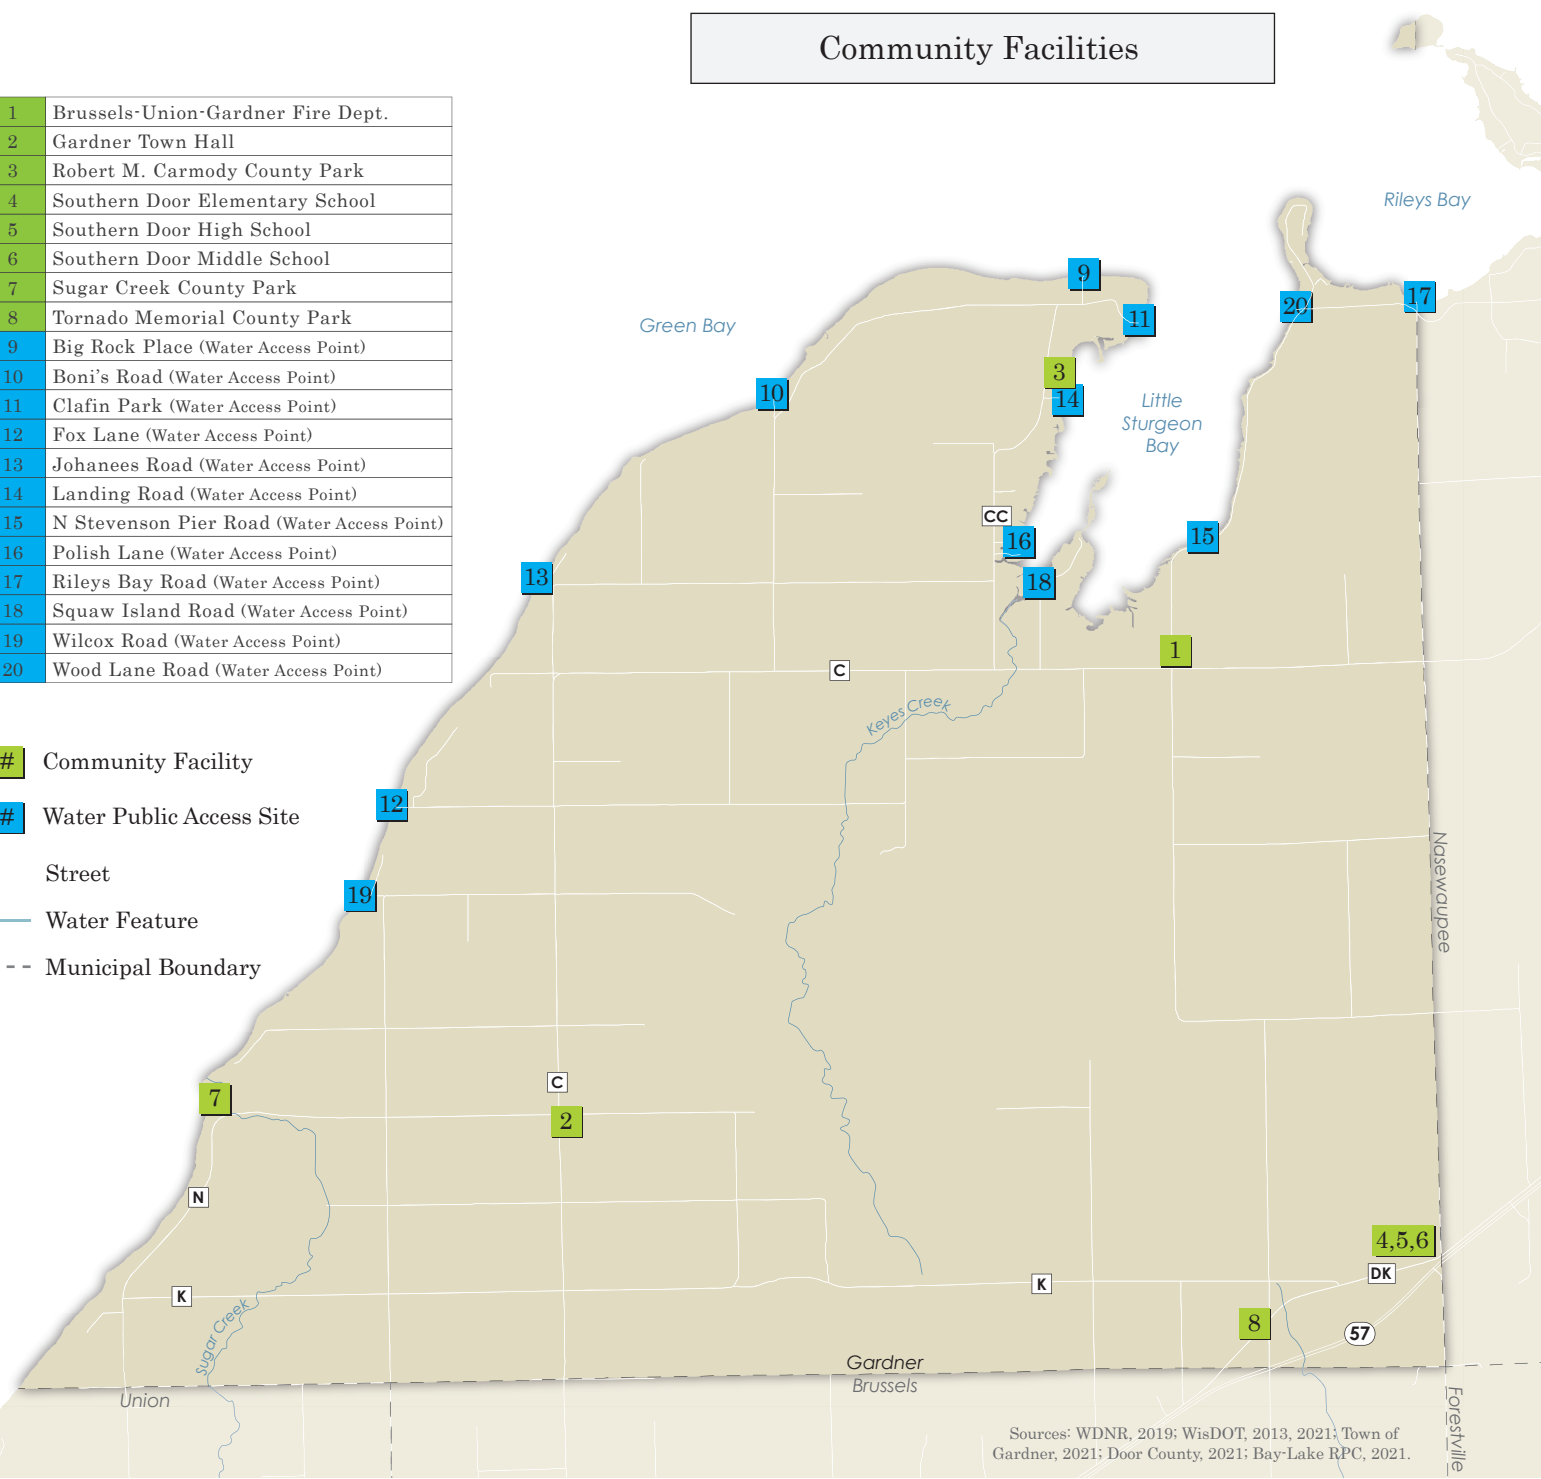 Community Facilities
1 Brussels-Union-Gardner Fire Dept.
2 Gardner Town Hall
3 Robert M. Carmody County Park
4 Southern Door Elementary School
5 Southern Door High School
6 Southern Door Middle School
7 Sugar Creek County Park
8 Tornado Memorial County Park
9 Big Rock Place (Water Access Point)
10 Boni's Road (Water Access Point)
11 Clafin Park (Water Access Point)
12 Fox Lane (Water Access Point)
13 Johanees Road (Water Access Point)
14 Landing Road (Water Access Point)
15 N Stevenson Pier Road (Water Access Point)
16 Polish Lane (Water Access Point)
17 Rileys Bay Road (Water Access Point)
18 Squaw Island Road (Water Access Point)
19 Wilcox Road (Water Access Point)
20 Wood Lane Road (Water Access Point)
# Community Facility
# Water Public Access Site
Street
Water Feature
Municipal Boundary
Rileys Bay
9
17
20
11
Green Bay
3
10
14
Little
Sturgeon
Bay
CC
15
16
13
18
1
C
Keyes Creek
12
Nasewaupee
19
C
7
2
N
4,5,6
DK
K
K
Sugar Creek
8
57
Gardner
Brussels
Union
Forestville
Sources: WDNR, 2019; WisDOT, 2013, 2021; Town of
Gardner, 2021; Door County, 2021; Bay-Lake RPC, 2021.